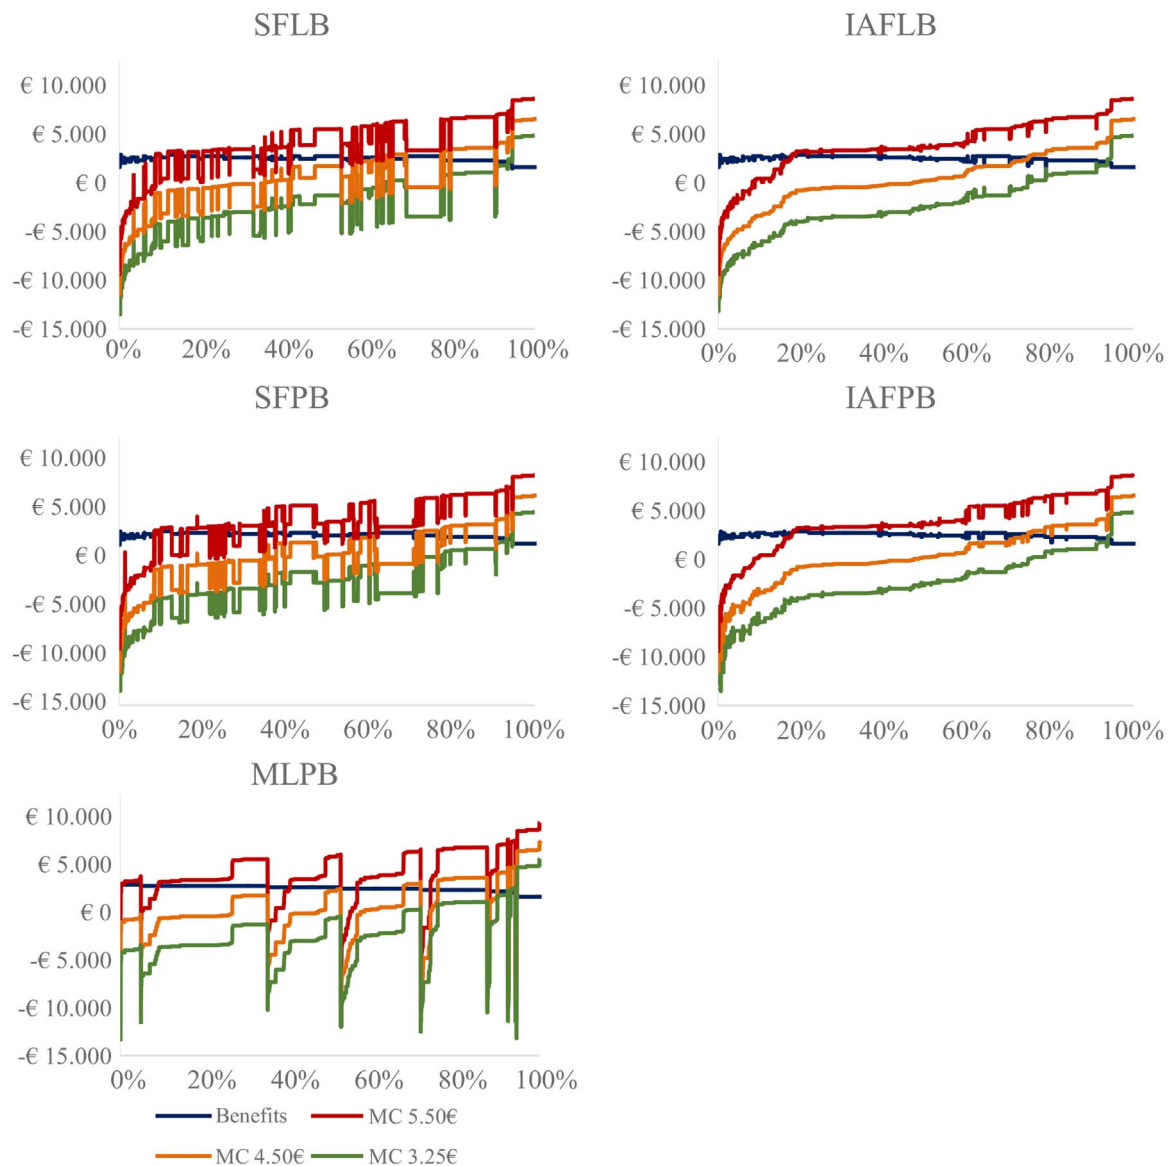 SFLB
€ 10.000
€ 5.000
€ 0
-€ 5.000
-€ 10.000
-€ 15.000
0% 20% 40% 60% 80% 100%
IAFLB
€ 10.000
€ 5.000
€ 0
-€ 5.000
-€ 10.000
-€ 15.000
0% 20% 40% 60% 80% 100%
SFPB
€ 10.000
€ 5.000
€ 0
-€ 5.000
-€ 10.000
-€ 15.000
0% 20% 40% 60% 80% 100%
IAFPB
€ 10.000
€ 5.000
€ 0
-€ 5.000
-€ 10.000
-€ 15.000
0% 20% 40% 60% 80% 100%
MLPB
€ 10.000
€ 5.000
€ 0
-€ 5.000
-€ 10.000
-€ 15.000
0% 20% 40% 60% 80% 100%
Benefits MC 5.50€
MC 4.50€ MC 3.25€